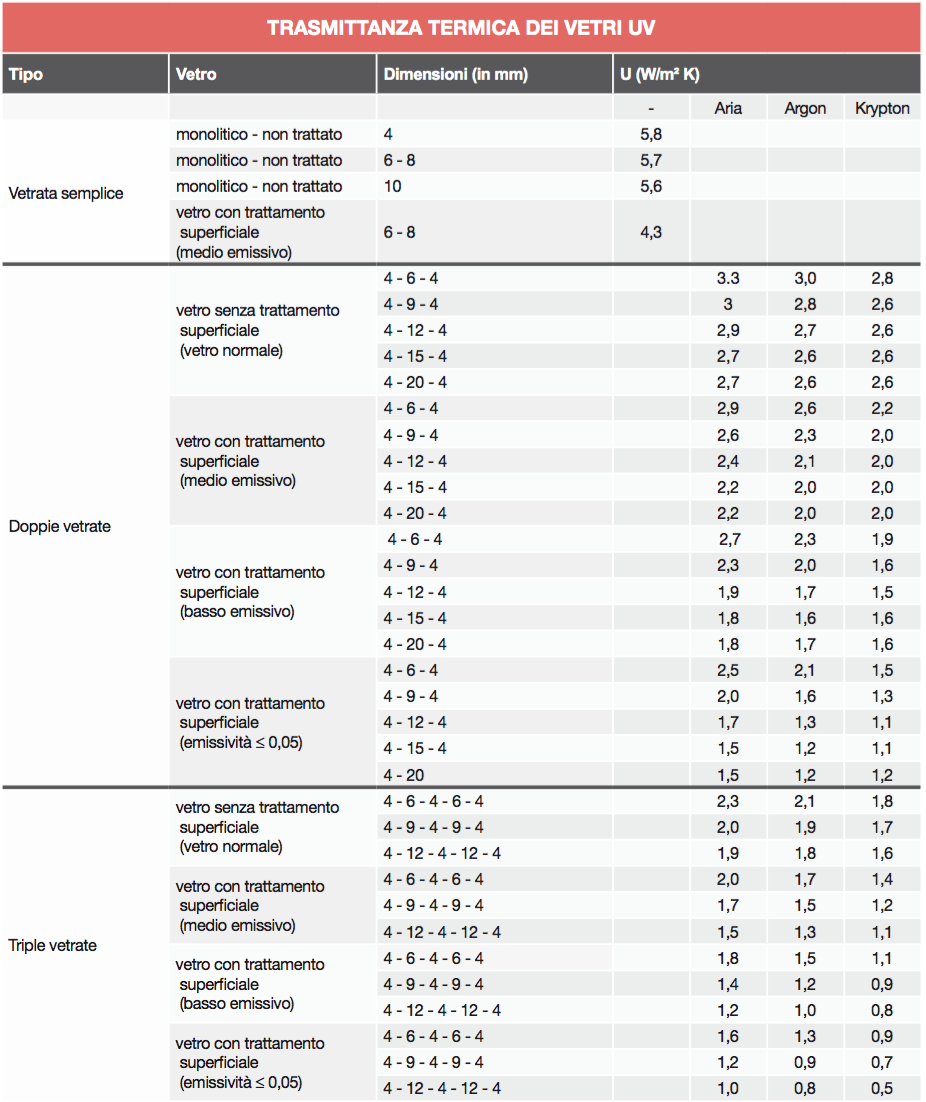 TRASMITTANZA TERMICA DEI VETRI UV
Tipo Vetro Dimensioni (in mm) U (W/m² K)
- Aria Argon Krypton
Vetrata semplice
monolitico - non trattato 4 5,8
monolitico - non trattato 6 - 8 5,7
monolitico - non trattato 10 5,6
vetro con trattamento
superficiale
(medio emissivo)
6 - 8 4,3
Doppie vetrate
vetro senza trattamento
superficiale
(vetro normale)
4 - 6 - 4 3.3 3,0 2,8
4 - 9 - 4 3 2,8 2,6
4 - 12 - 4 2,9 2,7 2,6
4 - 15 - 4 2,7 2,6 2,6
4 - 20 - 4 2,7 2,6 2,6
vetro con trattamento
superficiale
(medio emissivo)
4 - 6 - 4 2,9 2,6 2,2
4 - 9 - 4 2,6 2,3 2,0
4 - 12 - 4 2,4 2,1 2,0
4 - 15 - 4 2,2 2,0 2,0
4 - 20 - 4 2,2 2,0 2,0
vetro con trattamento
superficiale
(basso emissivo)
4 - 6 - 4 2,7 2,3 1,9
4 - 9 - 4 2,3 2,0 1,6
4 - 12 - 4 1,9 1,7 1,5
4 - 15 - 4 1,8 1,6 1,6
4 - 20 - 4 1,8 1,7 1,6
vetro con trattamento
superficiale
(emissività ≤ 0,05)
4 - 6 - 4 2,5 2,1 1,5
4 - 9 - 4 2,0 1,6 1,3
4 - 12 - 4 1,7 1,3 1,1
4 - 15 - 4 1,5 1,2 1,1
4 - 20 1,5 1,2 1,2
Triple vetrate
vetro senza trattamento
superficiale
(vetro normale)
4 - 6 - 4 - 6 - 4 2,3 2,1 1,8
4 - 9 - 4 - 9 - 4 2,0 1,9 1,7
4 - 12 - 4 - 12 - 4 1,9 1,8 1,6
vetro con trattamento
superficiale
(medio emissivo)
4 - 6 - 4 - 6 - 4 2,0 1,7 1,4
4 - 9 - 4 - 9 - 4 1,7 1,5 1,2
4 - 12 - 4 - 12 - 4 1,5 1,3 1,1
vetro con trattamento
superficiale
(basso emissivo)
4 - 6 - 4 - 6 - 4 1,8 1,5 1,1
4 - 9 - 4 - 9 - 4 1,4 1,2 0,9
4 - 12 - 4 - 12 - 4 1,2 1,0 0,8
vetro con trattamento
superficiale
(emissività ≤ 0,05)
4 - 6 - 4 - 6 - 4 1,6 1,3 0,9
4 - 9 - 4 - 9 - 4 1,2 0,9 0,7
4 - 12 - 4 - 12 - 4 1,0 0,8 0,5